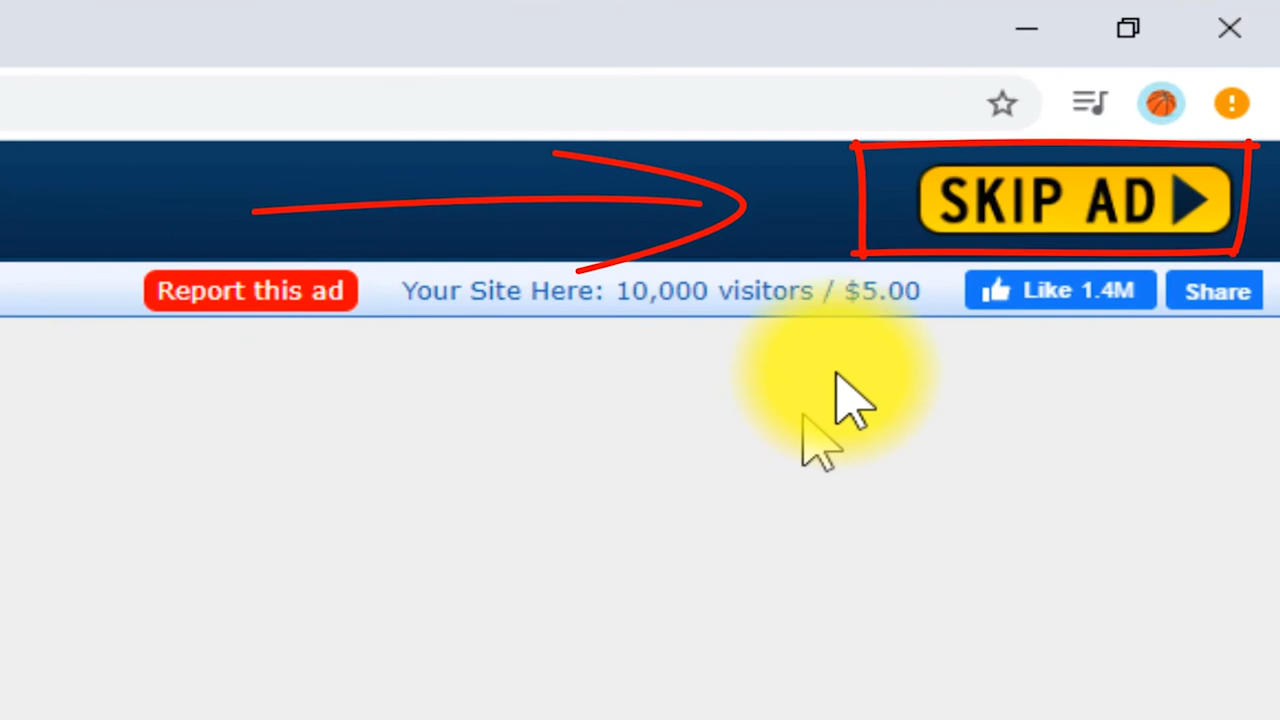 SKIP AD
Report this ad
Your Site Here: 10,000 visitors / $5.00
Like 1.4M
Share